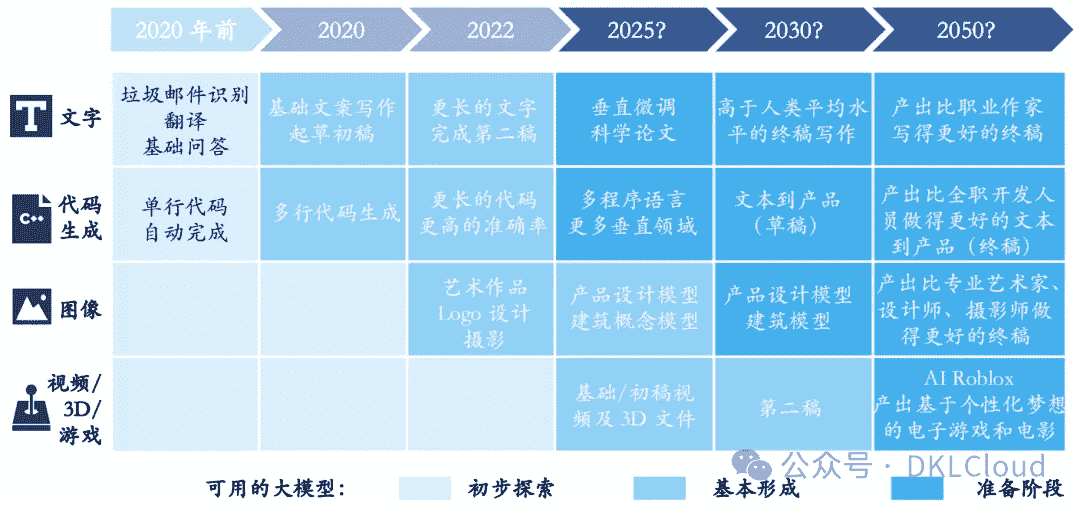 2020 年前
2020
2022
2025?
2030?
2050?
T
文字
垃圾邮件识别
翻译
基础问答
基础文案写作
起草初稿
更长的文字
完成第二稿
垂直微调
科学论文
高于人类平均水
平的终稿写作
产出比职业作家
写得更好的终稿
C++
代码
生成
单行代码
自动完成
多行代码生成
更长的代码
更高的准确率
多程序语言
更多垂直领域
文本到产品
（草稿）
产出比全职开发人
员做得更好的文本
到产品（终稿）
图像
艺术作品
Logo 设计
摄影
产品设计模型
建筑概念模型
产品设计模型
建筑模型
产出比专业艺术家、
设计师、摄影师做
得更好的终稿
视频/
3D/
游戏
基础/初稿视
频及 3D 文件
第二稿
AI Roblox
产出基于个性化梦想
的电子游戏和电影
公众号 · DKLCloud
可用的大模型：
初步探索
基本形成
准备阶段